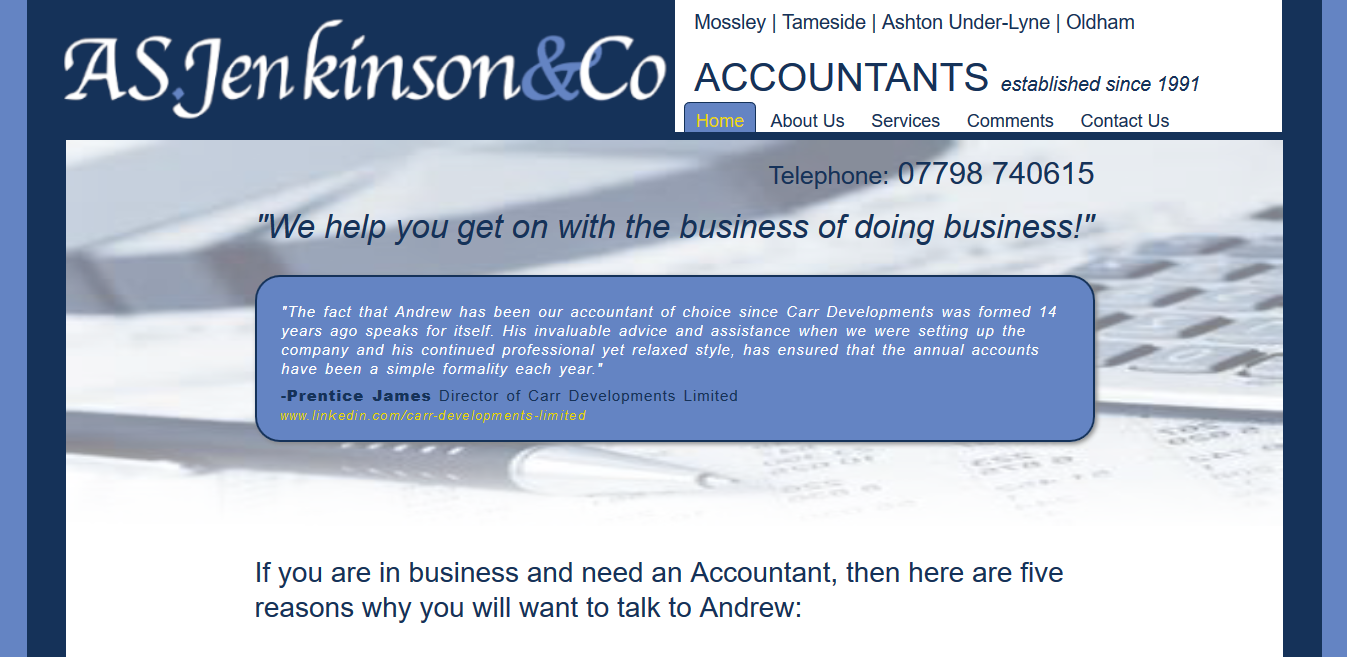 AS.Jenkinson&Co
Mossley | Tameside | Ashton Under-Lyne | Oldham
ACCOUNTANTS established since 1991
Home About Us Services Comments Contact Us
Telephone: 07798 740615
"We help you get on with the business of doing business!"
"The fact that Andrew has been our accountant of choice since Carr Developments was formed 14
years ago speaks for itself. His invaluable advice and assistance when we were setting up the
company and his continued professional yet relaxed style, has ensured that the annual accounts
have been a simple formality each year."
-Prentice James Director of Carr Developments Limited
www.linkedin.com/carr-developments-limited
If you are in business and need an Accountant, then here are five
reasons why you will want to talk to Andrew: